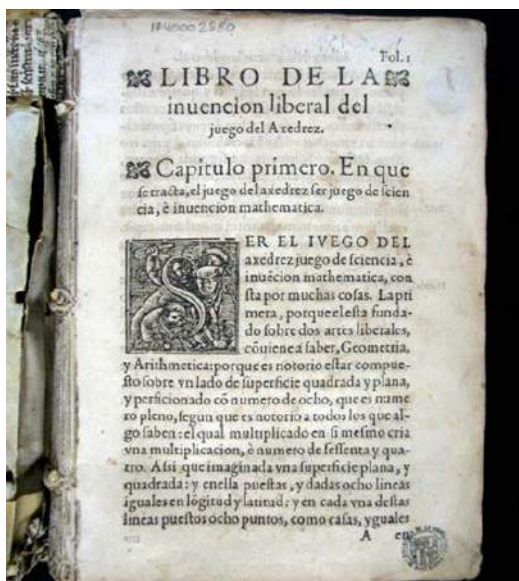 Fol. 1
LIBRO DE LA
inuencion liberal del
juego del Axedrez.
Capitulo primero. En que
se tracta, el juego del axedrez ser juego de scien
cia, è inuencion mathematica.
SER EL IVEGO DEL
axedrez juego de sciencia, è
inuẽcion mathematica, con
sta por muchas cosas. La pri
mera, porque el esta funda-
do sobre dos artes liberales,
cõuiene a saber, Geometria,
y Arithmetica: porque es notorio estar compue-
sto sobre vn lado de superficie quadrada y plana,
y perficionado cõ numero de ocho, que es nume
ro pleno, segun que es notorio a todos los que al-
go saben: el qual multiplicado en si mesmo cria
vna multiplicacion, è numero de sessenta y qua-
tro. Assi que imaginada vna superficie plana, y
quadrada: y en ella puestas, y dadas ocho lineas
iguales en lõgitud y latitud: y en cada vna destas
lineas puestos ocho puntos, como casas, yguales
A en